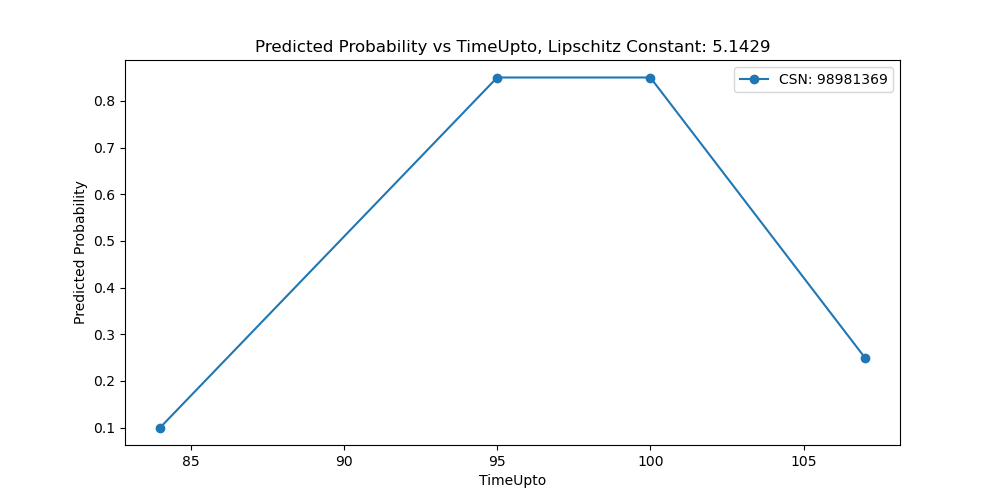 Predicted Probability vs TimeUpto, Lipschitz Constant: 5.1429
CSN: 98981369
Predicted Probability
0.8
0.7
0.6
0.5
0.4
0.3
0.2
0.1
85 90 95 100 105
TimeUpto